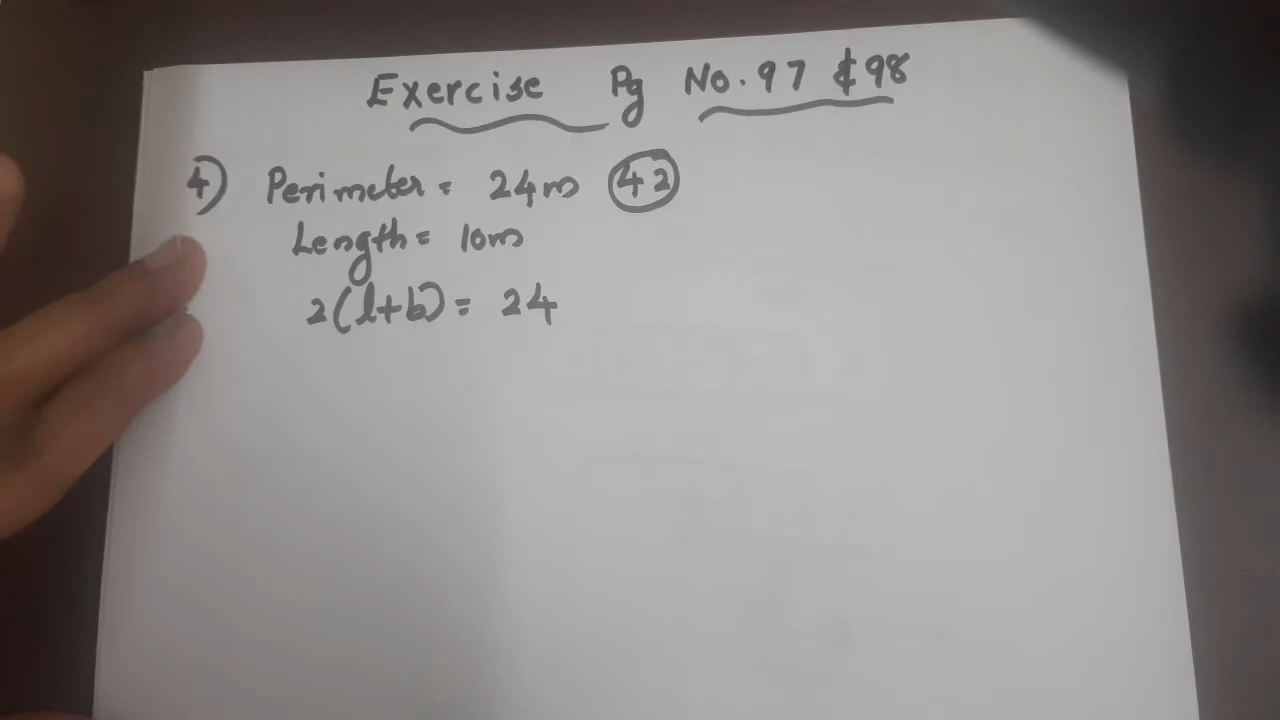 Exercise Pg No. 97 & 98
4) Perimeter = 24m 42
Length = 10m
2(l+b) = 24